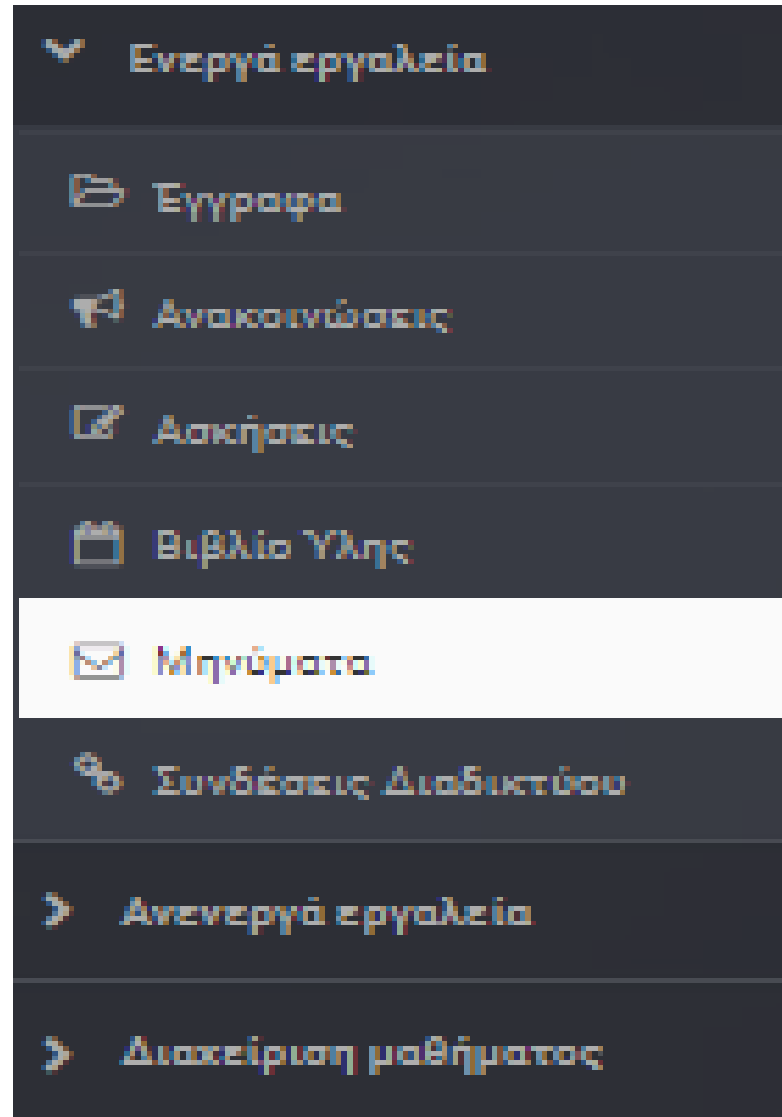 Ενεργά εργαλεία
Έγγραφα
Ανακοινώσεις
Ασκήσεις
Βιβλίο Ύλης
Μηνύματα
Συνδέσεις Διαδικτύου
Ανενεργά εργαλεία
Διαχείριση μαθήματος